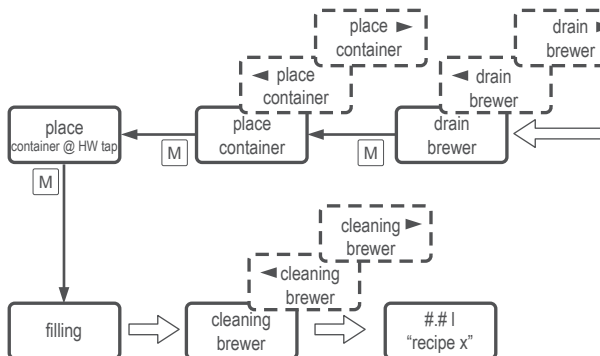 place ►
container
drain ►
brewer
◄ place
container
◄ drain
brewer
place
container @ HW tap
place
container
drain
brewer
M
M
M
cleaning ►
brewer
◄ cleaning
brewer
filling
cleaning
brewer
#.# l
“recipe x”